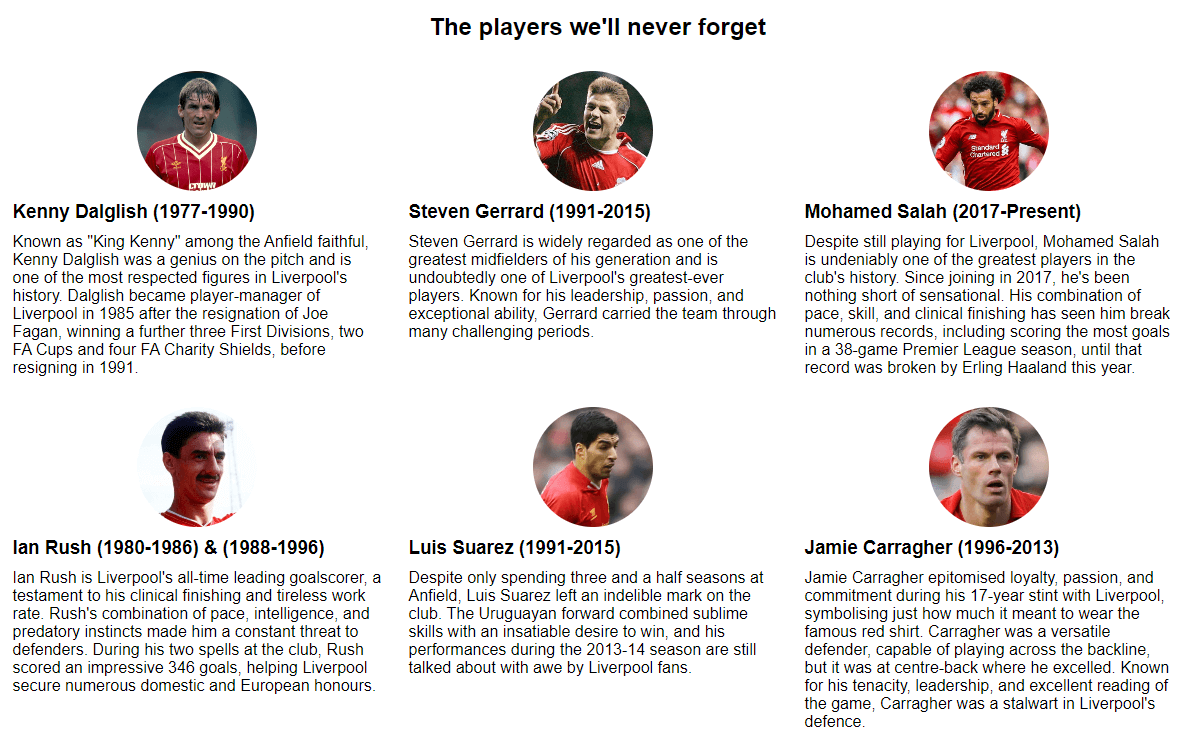 The players we'll never forget
CROWN
Standard
Chartered
Kenny Dalglish (1977-1990)
Known as "King Kenny" among the Anfield faithful,
Kenny Dalglish was a genius on the pitch and is
one of the most respected figures in Liverpool's
history. Dalglish became player-manager of
Liverpool in 1985 after the resignation of Joe
Fagan, winning a further three First Divisions, two
FA Cups and four FA Charity Shields, before
resigning in 1991.
Steven Gerrard (1991-2015)
Steven Gerrard is widely regarded as one of the
greatest midfielders of his generation and is
undoubtedly one of Liverpool's greatest-ever
players. Known for his leadership, passion, and
exceptional ability, Gerrard carried the team through
many challenging periods.
Mohamed Salah (2017-Present)
Despite still playing for Liverpool, Mohamed Salah
is undeniably one of the greatest players in the
club's history. Since joining in 2017, he's been
nothing short of sensational. His combination of
pace, skill, and clinical finishing has seen him break
numerous records, including scoring the most goals
in a 38-game Premier League season, until that
record was broken by Erling Haaland this year.
Ian Rush (1980-1986) & (1988-1996)
Ian Rush is Liverpool's all-time leading goalscorer, a
testament to his clinical finishing and tireless work
rate. Rush's combination of pace, intelligence, and
predatory instincts made him a constant threat to
defenders. During his two spells at the club, Rush
scored an impressive 346 goals, helping Liverpool
secure numerous domestic and European honours.
Luis Suarez (1991-2015)
Despite only spending three and a half seasons at
Anfield, Luis Suarez left an indelible mark on the
club. The Uruguayan forward combined sublime
skills with an insatiable desire to win, and his
performances during the 2013-14 season are still
talked about with awe by Liverpool fans.
Jamie Carragher (1996-2013)
Jamie Carragher epitomised loyalty, passion, and
commitment during his 17-year stint with Liverpool,
symbolising just how much it meant to wear the
famous red shirt. Carragher was a versatile
defender, capable of playing across the backline,
but it was at centre-back where he excelled. Known
for his tenacity, leadership, and excellent reading of
the game, Carragher was a stalwart in Liverpool's
defence.